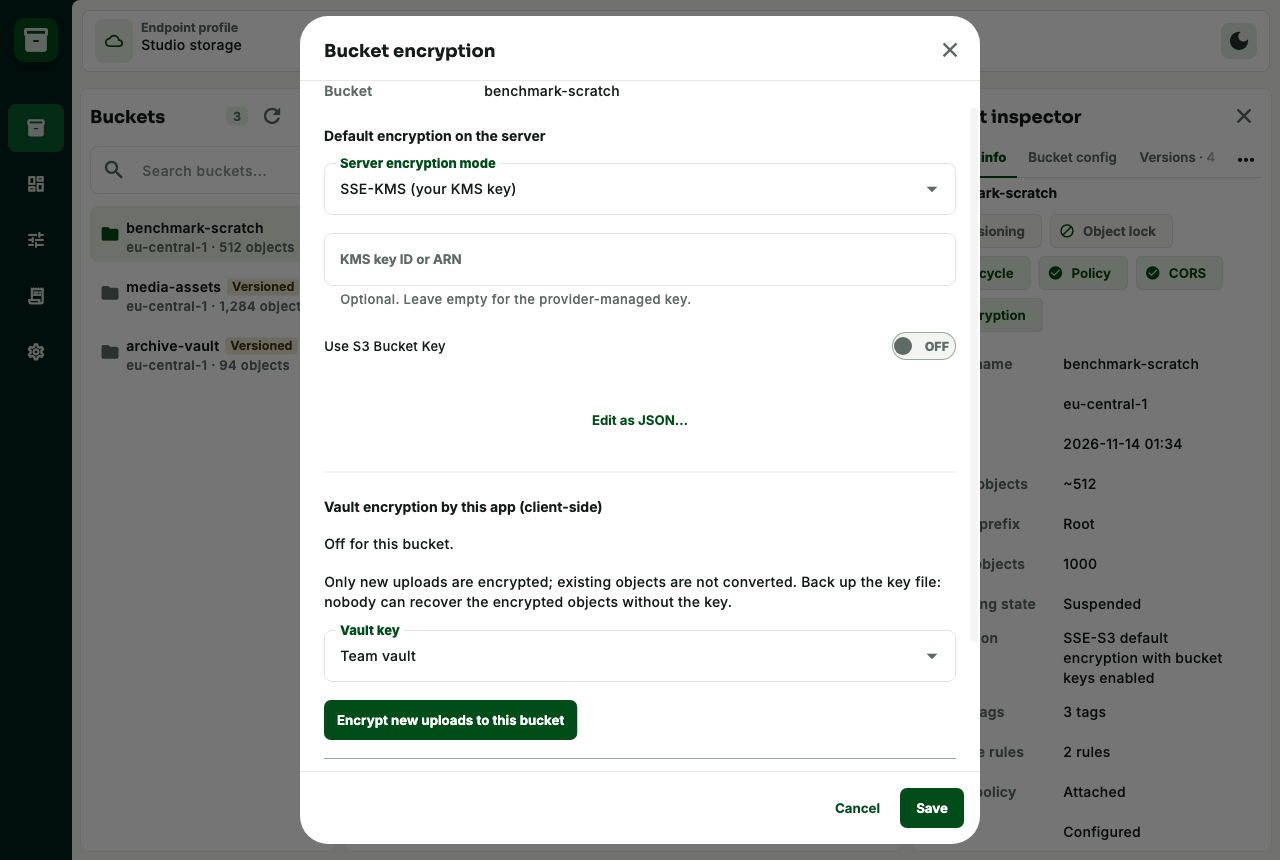 Endpoint profile
Studio storage
Buckets
3
Search buckets...
benchmark-scratch
eu-central-1 · 512 objects
media-assets
Versioned
eu-central-1 · 1,284 object
archive-vault
Versioned
eu-central-1 · 94 objects
Bucket encryption
Bucket
benchmark-scratch
Default encryption on the server
Server encryption mode
SSE-KMS (your KMS key)
KMS key ID or ARN
Optional. Leave empty for the provider-managed key.
Use S3 Bucket Key
OFF
Edit as JSON...
Vault encryption by this app (client-side)
Off for this bucket.
Only new uploads are encrypted; existing objects are not converted. Back up the key file:
nobody can recover the encrypted objects without the key.
Vault key
Team vault
Encrypt new uploads to this bucket
Cancel
Save
t inspector
info
Bucket config
Versions · 4
ark-scratch
sioning
Object lock
cycle
Policy
CORS
ryption
ame
benchmark-scratch
eu-central-1
2026-11-14 01:34
objects
~512
prefix
Root
bjects
1000
ng state
Suspended
on
SSE-S3 default
encryption with bucket
keys enabled
ags
3 tags
e rules
2 rules
policy
Attached
Configured